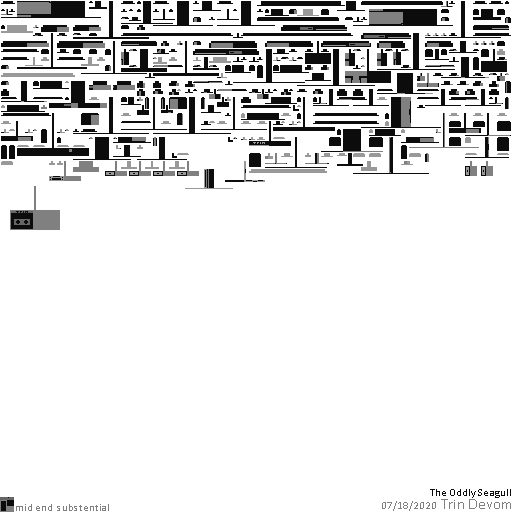 The Oddly Seagull
07/18/2020 Trin Devom
mid end substential